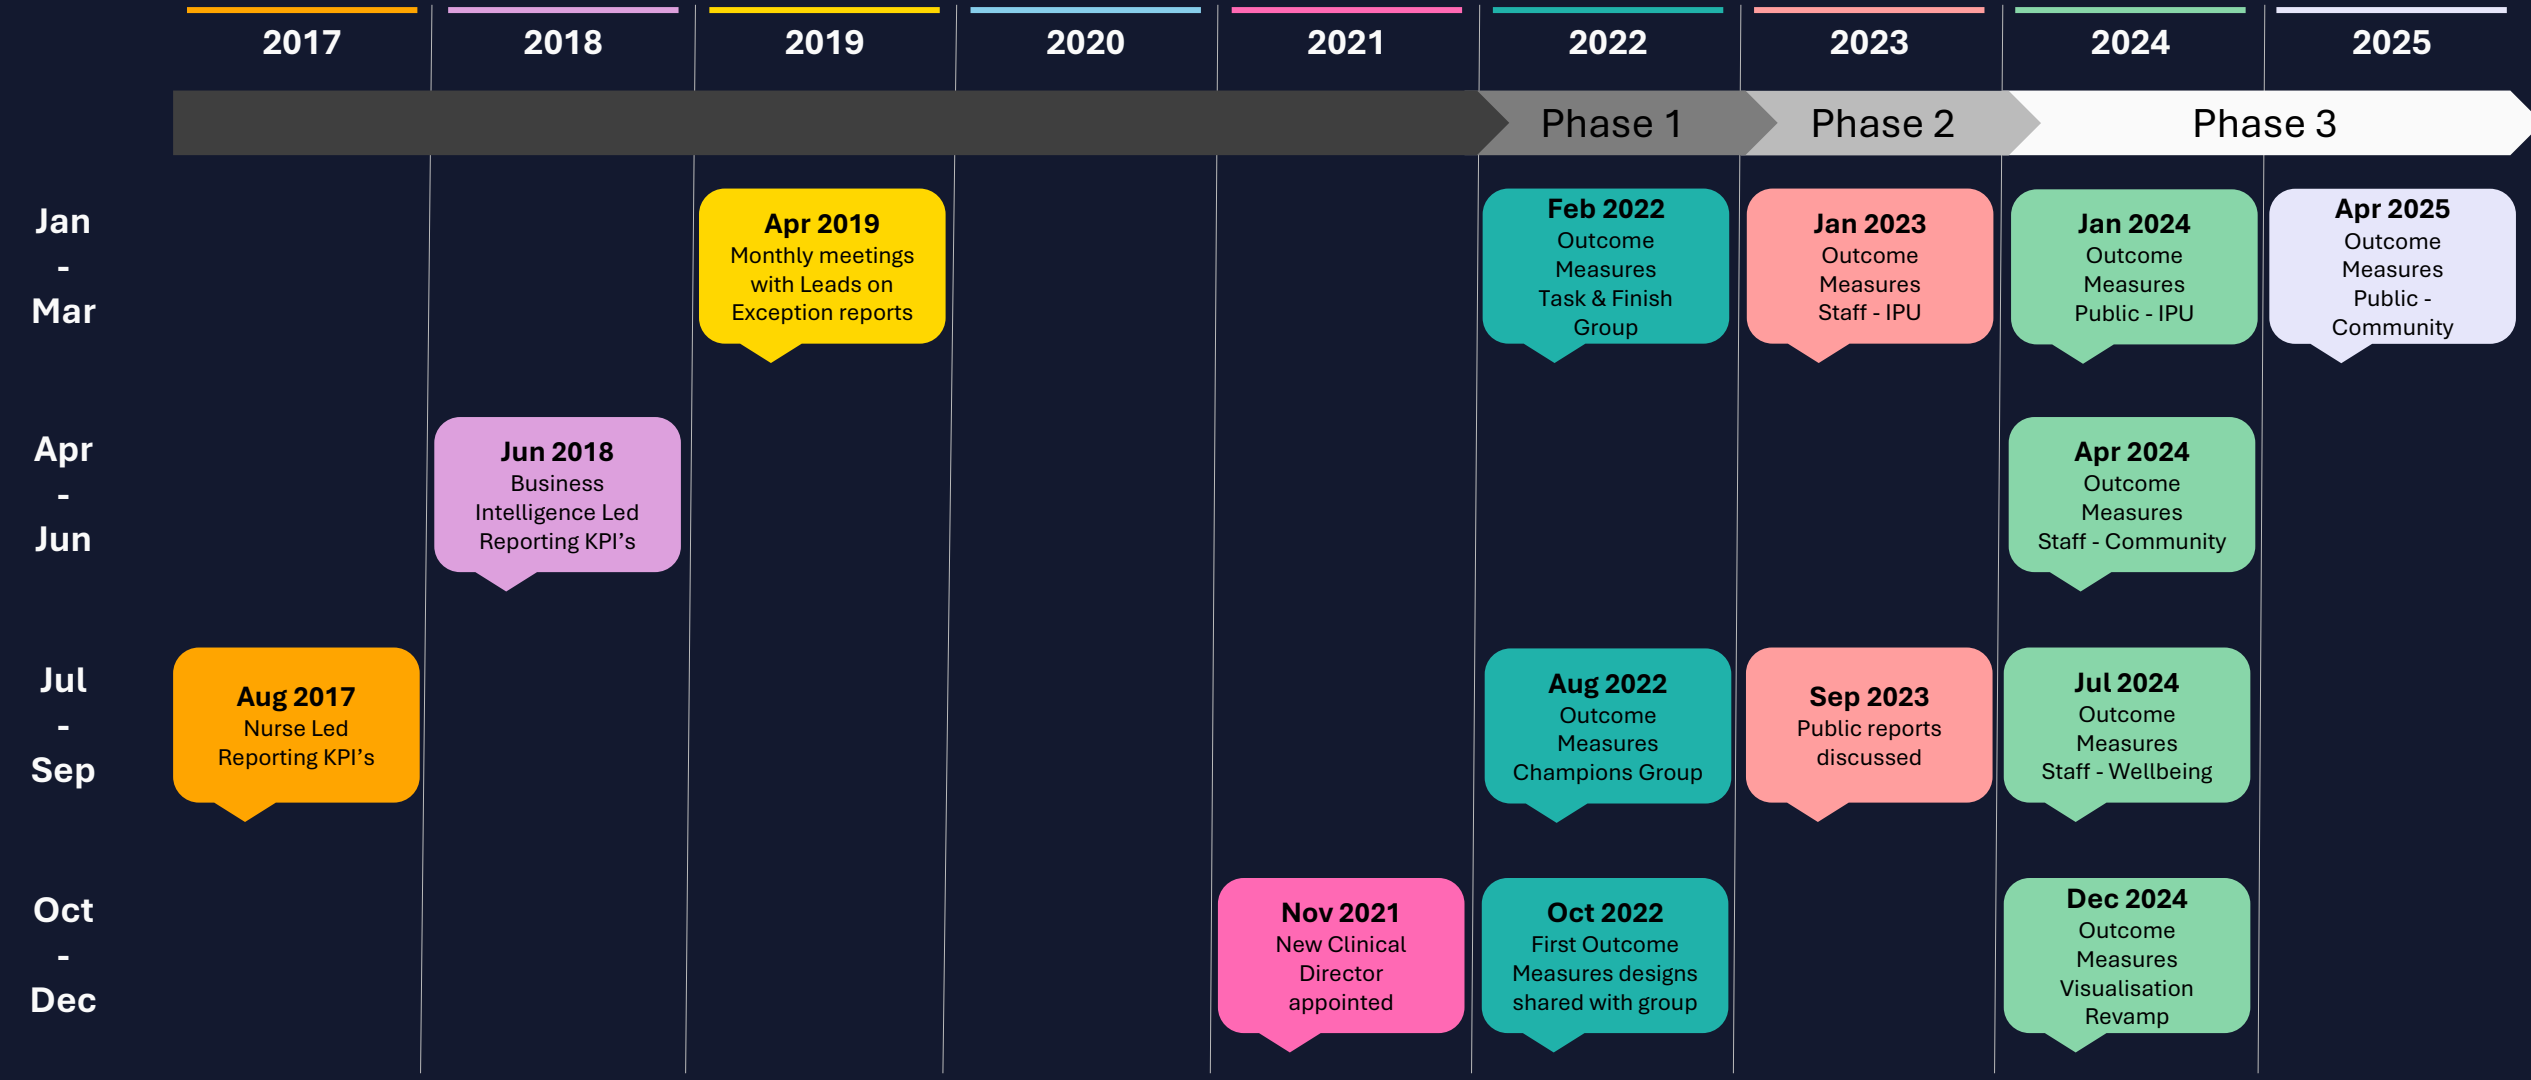 2017
2018
2019
2020
2021
2022
2023
2024
2025
Phase 1
Phase 2
Phase 3
Jan
-
Mar
Apr 2019
Monthly meetings
with Leads on
Exception reports
Feb 2022
Outcome
Measures
Task & Finish
Group
Jan 2023
Outcome
Measures
Staff - IPU
Jan 2024
Outcome
Measures
Public - IPU
Apr 2025
Outcome
Measures
Public -
Community
Apr
-
Jun
Jun 2018
Business
Intelligence Led
Reporting KPI’s
Apr 2024
Outcome
Measures
Staff - Community
Jul
-
Sep
Aug 2017
Nurse Led
Reporting KPI’s
Aug 2022
Outcome
Measures
Champions Group
Sep 2023
Public reports
discussed
Jul 2024
Outcome
Measures
Staff - Wellbeing
Oct
-
Dec
Nov 2021
New Clinical
Director
appointed
Oct 2022
First Outcome
Measures designs
shared with group
Dec 2024
Outcome
Measures
Visualisation
Revamp